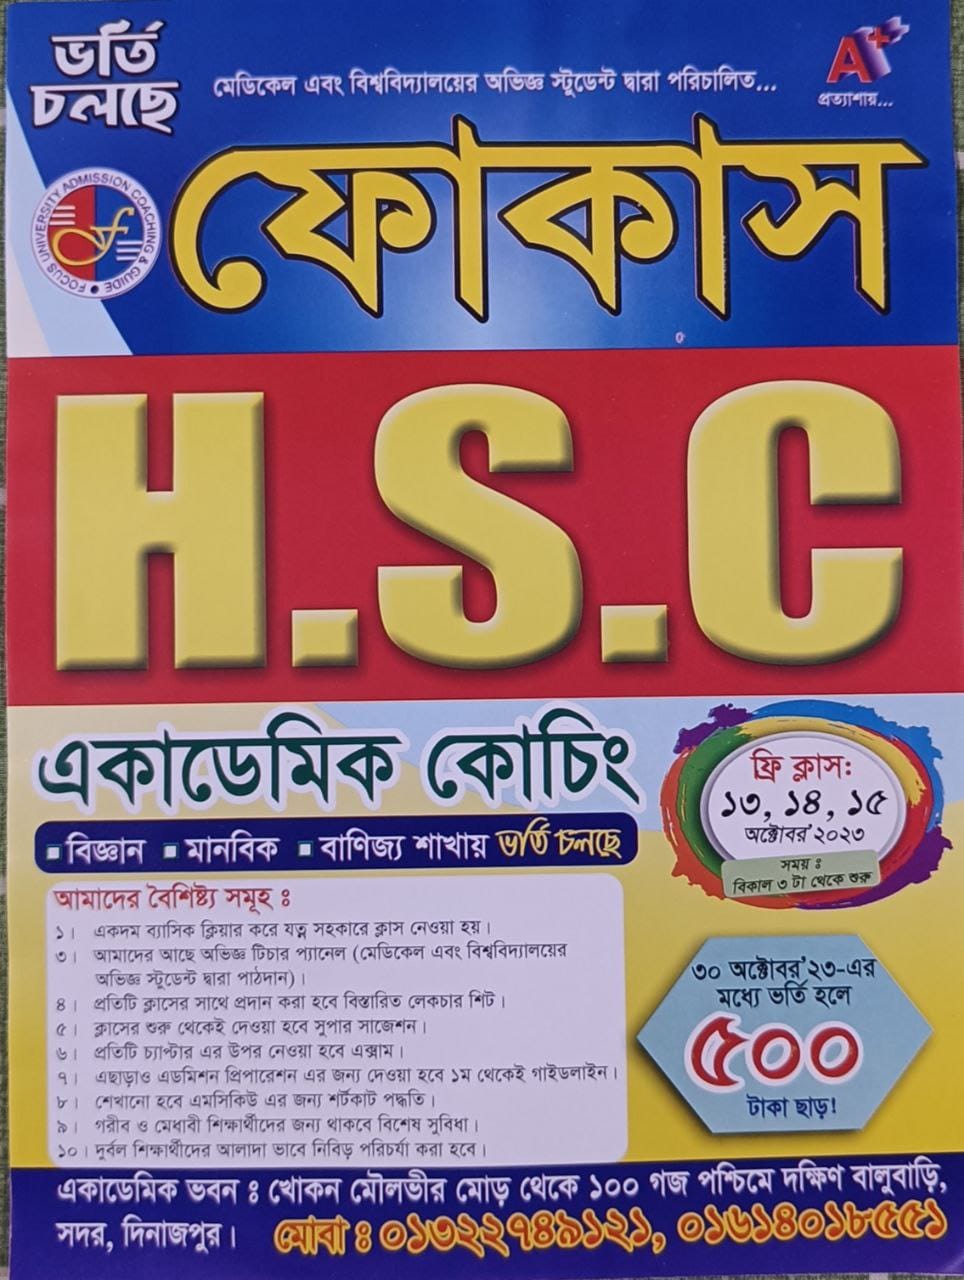 ভর্তি
চলছে
মেডিকেল এবং বিশ্ববিদ্যালয়ের অভিজ্ঞ স্টুডেন্ট দ্বারা পরিচালিত...
A+
প্রত্যাশায়...
FOCUS UNIVERSITY ADMISSION COACHING & GUIDE
ফোকাস
H.S.C
একাডেমিক কোচিং
বিজ্ঞান মানবিক বাণিজ্য শাখায় ভর্তি চলছে
ফ্রি ক্লাস:
১৩, ১৪, ১৫
অক্টোবর'২০২৩
সময় ঃ
বিকাল ৩ টা থেকে শুরু
আমাদের বৈশিষ্ট্য সমূহ ঃ
১। একদম ব্যাসিক ক্লিয়ার করে যত্ন সহকারে ক্লাস নেওয়া হয়।
৩। আমাদের আছে অভিজ্ঞ টিচার প্যানেল (মেডিকেল এবং বিশ্ববিদ্যালয়ের
অভিজ্ঞ স্টুডেন্ট দ্বারা পাঠদান)।
৪। প্রতিটি ক্লাসের সাথে প্রদান করা হবে বিস্তারিত লেকচার শিট।
৫। ক্লাসের শুরু থেকেই দেওয়া হবে সুপার সাজেশন।
৬। প্রতিটি চ্যাপ্টার এর উপর নেওয়া হবে এক্সাম।
৭। এছাড়াও এডমিশন প্রিপারেশন এর জন্য দেওয়া হবে ১ম থেকেই গাইডলাইন।
৮। শেখানো হবে এমসিকিউ এর জন্য শর্টকাট পদ্ধতি।
৯। গরীব ও মেধাবী শিক্ষার্থীদের জন্য থাকবে বিশেষ সুবিধা।
১০। দুর্বল শিক্ষার্থীদের আলাদা ভাবে নিবিড় পরিচর্যা করা হবে।
৩০ অক্টোবর'২৩-এর
মধ্যে ভর্তি হলে
৫০০
টাকা ছাড়!
একাডেমিক ভবন ঃ খোকন মৌলভীর মোড় থেকে ১০০ গজ পশ্চিমে দক্ষিণ বালুবাড়ি,
সদর, দিনাজপুর। মোবা ঃ ০১৩২২৭৪৯১২১, ০১৬১৪০১৮৫৫১